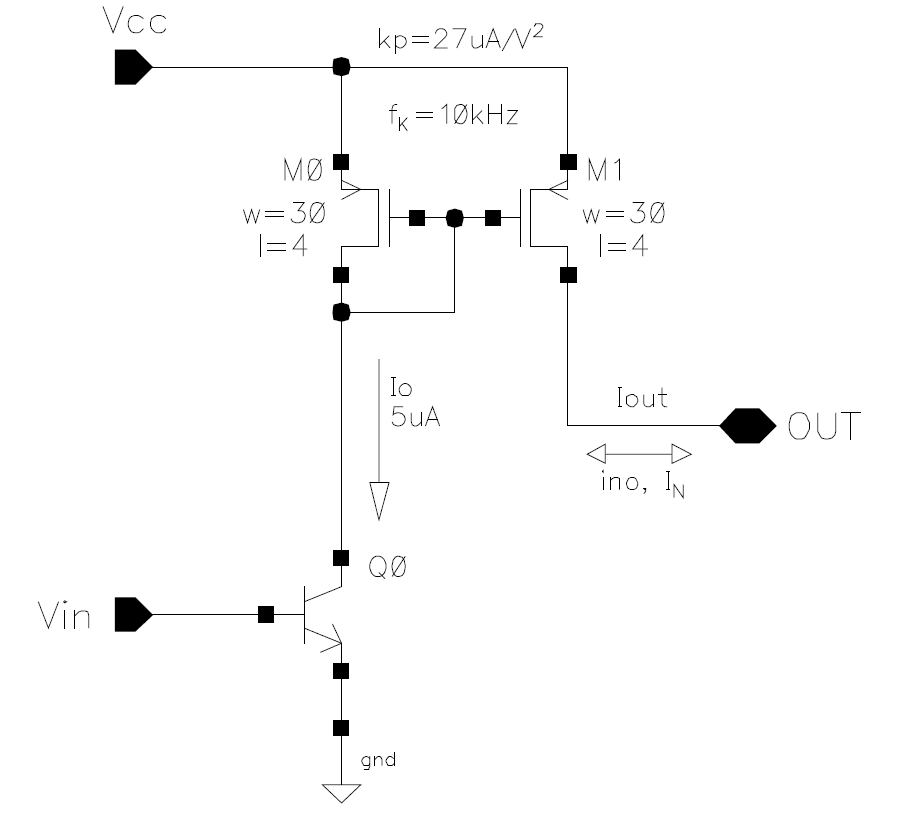 Vcc
kp=27uA/V²
fK=10kHz
M0
M1
w=30
w=30
l=4
l=4
Io
5uA
Iout
OUT
ino, IN
Q0
Vin
gnd